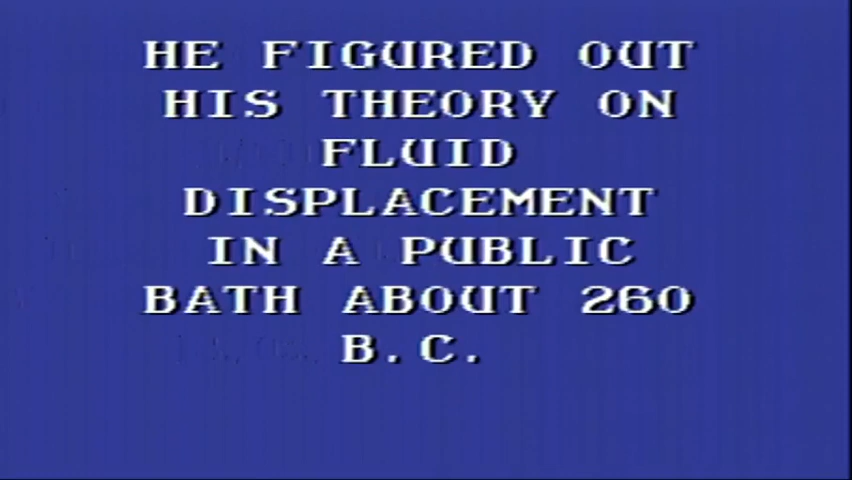 HE FIGURED OUT
HIS THEORY ON
FLUID
DISPLACEMENT
IN A PUBLIC
BATH ABOUT 260
B.C.